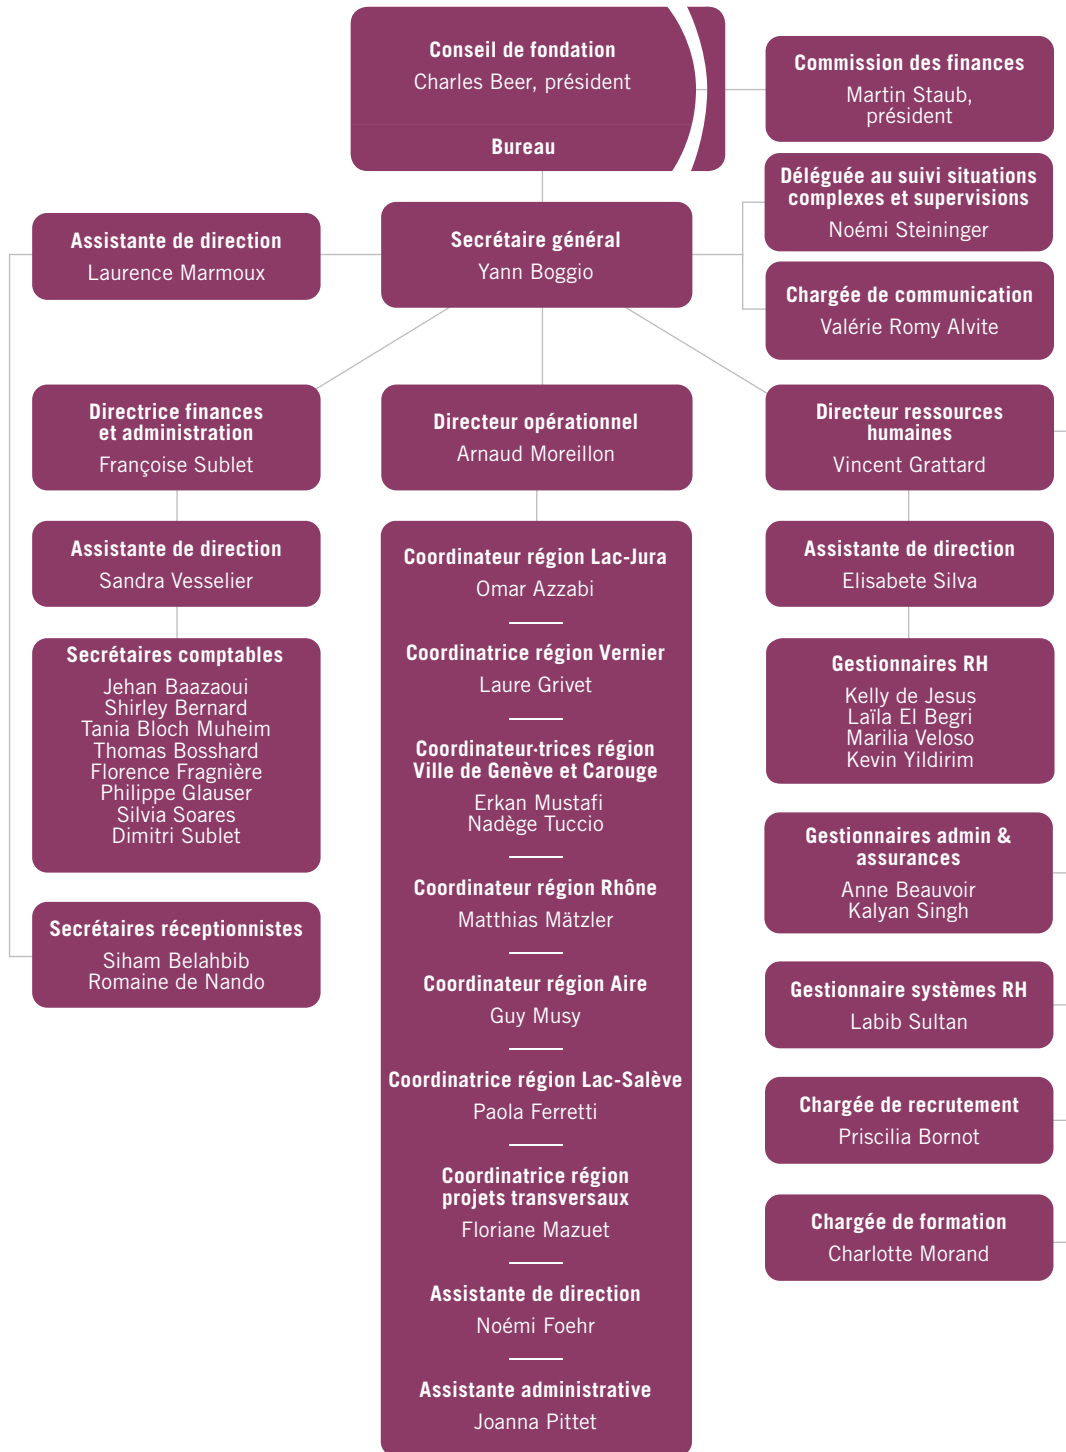 Conseil de fondation
Charles Beer, président
Bureau
Commission des finances
Martin Staub,
président
Déléguée au suivi situations
complexes et supervisions
Noémi Steininger
Assistante de direction
Laurence Marmoux
Secrétaire général
Yann Boggio
Chargée de communication
Valérie Romy Alvite
Directrice finances
et administration
Françoise Sublet
Directeur opérationnel
Arnaud Moreillon
Directeur ressources
humaines
Vincent Grattard
Assistante de direction
Sandra Vesselier
Secrétaires comptables
Jehan Baazaoui
Shirley Bernard
Tania Bloch Muheim
Thomas Bosshard
Florence Fragnière
Philippe Glauser
Silvia Soares
Dimitri Sublet
Secrétaires réceptionnistes
Siham Belahbib
Romaine de Nando
Coordinateur région Lac-Jura
Omar Azzabi
Coordinatrice région Vernier
Laure Grivet
Coordinateur·trices région
Ville de Genève et Carouge
Erkan Mustafi
Nadège Tuccio
Coordinateur région Rhône
Matthias Mätzler
Coordinateur région Aire
Guy Musy
Coordinatrice région Lac-Salève
Paola Ferretti
Coordinatrice région
projets transversaux
Floriane Mazuet
Assistante de direction
Noémi Foehr
Assistante administrative
Joanna Pittet
Assistante de direction
Elisabete Silva
Gestionnaires RH
Kelly de Jesus
Laïla El Begri
Marilia Veloso
Kevin Yildirim
Gestionnaires admin &
assurances
Anne Beauvoir
Kalyan Singh
Gestionnaire systèmes RH
Labib Sultan
Chargée de recrutement
Priscilia Bornot
Chargée de formation
Charlotte Morand